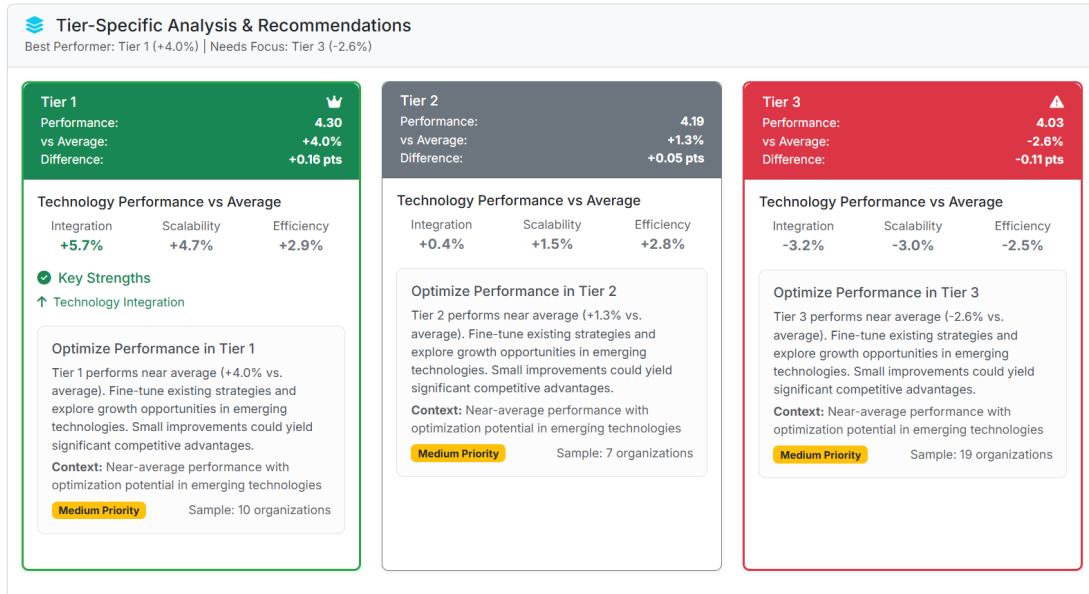 Tier-Specific Analysis & Recommendations
Best Performer: Tier 1 (+4.0%) | Needs Focus: Tier 3 (-2.6%)
Tier 1
Performance: 4.30
vs Average: +4.0%
Difference: +0.16 pts
Technology Performance vs Average
Integration Scalability Efficiency
+5.7% +4.7% +2.9%
Key Strengths
↑ Technology Integration
Optimize Performance in Tier 1
Tier 1 performs near average (+4.0% vs.
average). Fine-tune existing strategies and
explore growth opportunities in emerging
technologies. Small improvements could yield
significant competitive advantages.
Context: Near-average performance with
optimization potential in emerging technologies
Medium Priority Sample: 10 organizations
Tier 2
Performance: 4.19
vs Average: +1.3%
Difference: +0.05 pts
Technology Performance vs Average
Integration Scalability Efficiency
+0.4% +1.5% +2.8%
Optimize Performance in Tier 2
Tier 2 performs near average (+1.3% vs.
average). Fine-tune existing strategies and
explore growth opportunities in emerging
technologies. Small improvements could yield
significant competitive advantages.
Context: Near-average performance with
optimization potential in emerging technologies
Medium Priority Sample: 7 organizations
Tier 3
Performance: 4.03
vs Average: -2.6%
Difference: -0.11 pts
Technology Performance vs Average
Integration Scalability Efficiency
-3.2% -3.0% -2.5%
Optimize Performance in Tier 3
Tier 3 performs near average (-2.6% vs.
average). Fine-tune existing strategies and
explore growth opportunities in emerging
technologies. Small improvements could yield
significant competitive advantages.
Context: Near-average performance with
optimization potential in emerging technologies
Medium Priority Sample: 19 organizations